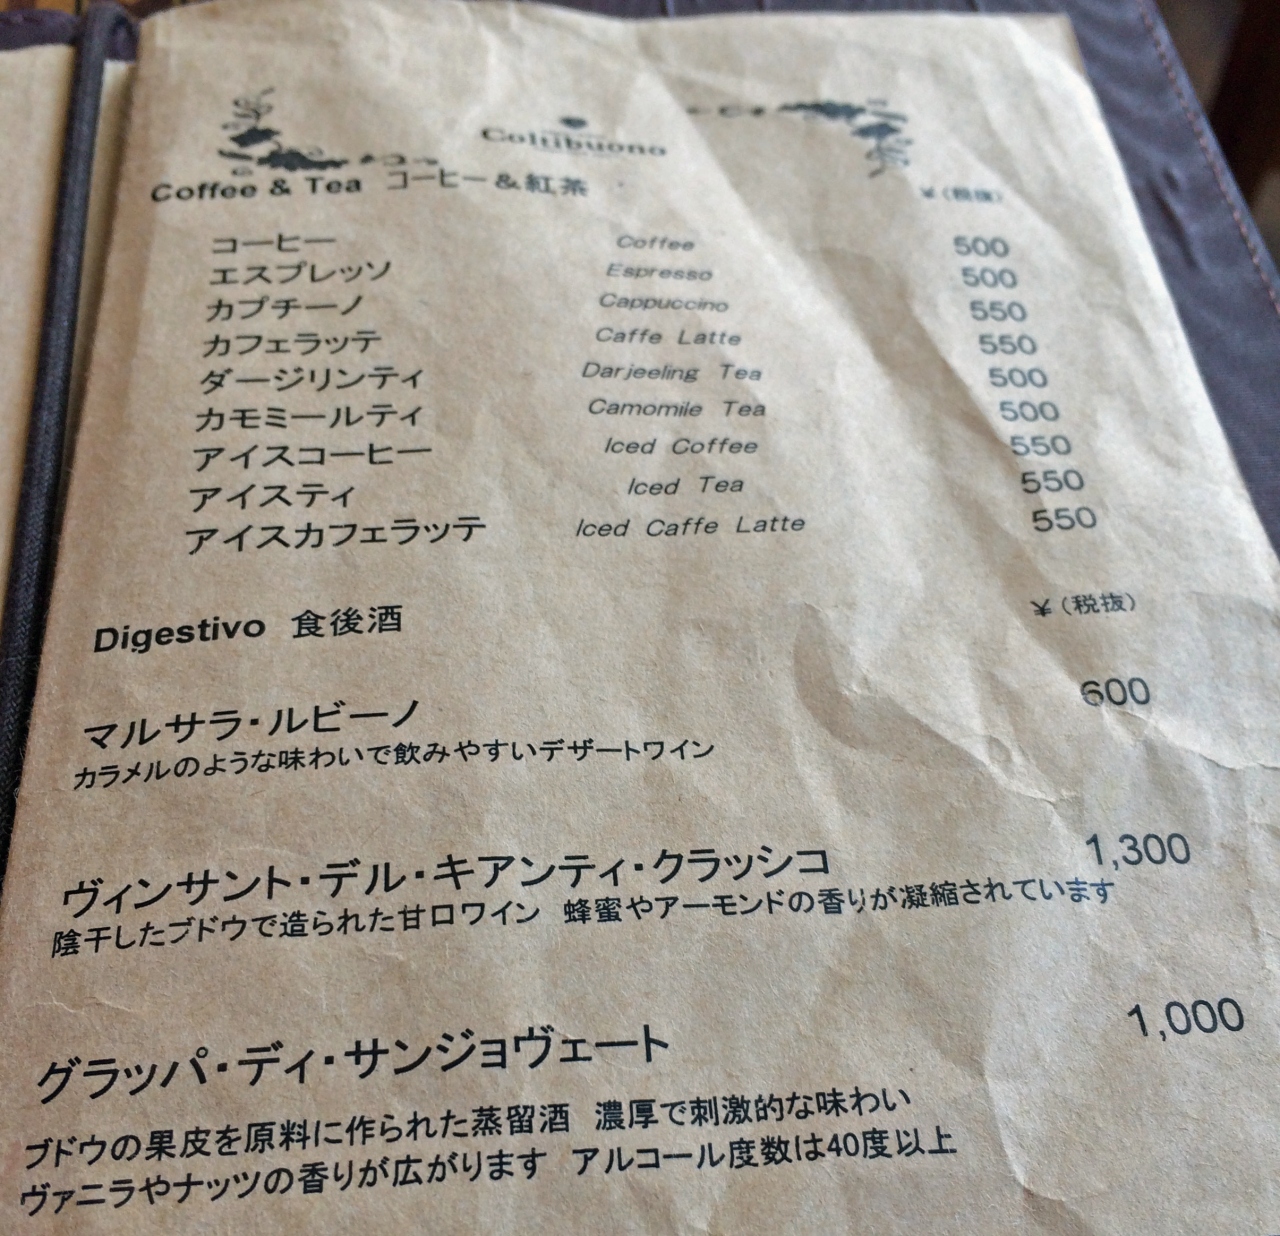 Coltibuono
Coffee & Tea コーヒー＆紅茶 ¥（税抜）
コーヒー Coffee 500
エスプレッソ Espresso 500
カプチーノ Cappuccino 550
カフェラッテ Caffe Latte 550
ダージリンティ Darjeeling Tea 500
カモミールティ Camomile Tea 500
アイスコーヒー Iced Coffee 550
アイスティ Iced Tea 550
アイスカフェラッテ Iced Caffe Latte 550
Digestivo 食後酒 ¥（税抜）
マルサラ・ルビーノ 600
カラメルのような味わいで飲みやすいデザートワイン
ヴィンサント・デル・キアンティ・クラッシコ 1,300
陰干したブドウで造られた甘口ワイン 蜂蜜やアーモンドの香りが凝縮されています
グラッパ・ディ・サンジョヴェート 1,000
ブドウの果皮を原料に作られた蒸留酒 濃厚で刺激的な味わい
ヴァニラやナッツの香りが広がります アルコール度数は40度以上